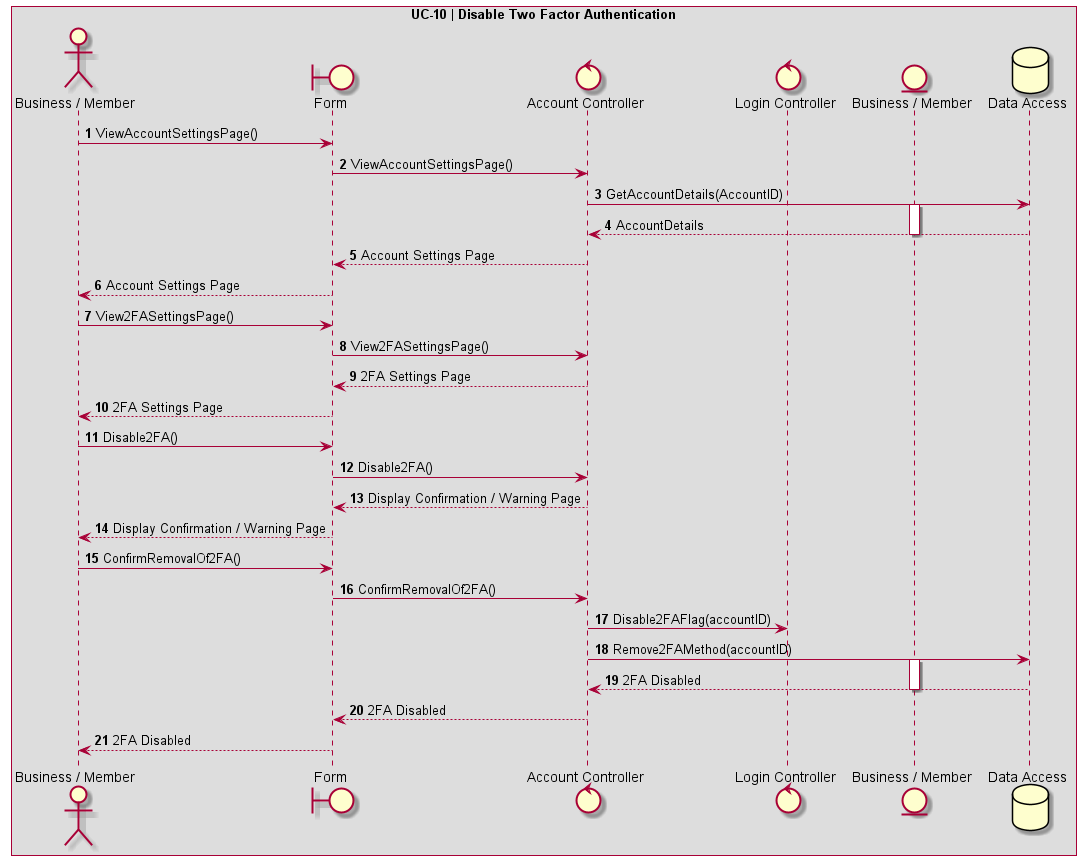 UC-10 | Disable Two Factor Authentication
Business / Member
Form
Account Controller
Login Controller
Business / Member
Data Access
1 ViewAccountSettingsPage()
2 ViewAccountSettingsPage()
3 GetAccountDetails(AccountID)
4 AccountDetails
5 Account Settings Page
6 Account Settings Page
7 View2FASettingsPage()
8 View2FASettingsPage()
9 2FA Settings Page
10 2FA Settings Page
11 Disable2FA()
12 Disable2FA()
13 Display Confirmation / Warning Page
14 Display Confirmation / Warning Page
15 ConfirmRemovalOf2FA()
16 ConfirmRemovalOf2FA()
17 Disable2FAFlag(accountID)
18 Remove2FAMethod(accountID)
19 2FA Disabled
20 2FA Disabled
21 2FA Disabled
Business / Member
Form
Account Controller
Login Controller
Business / Member
Data Access